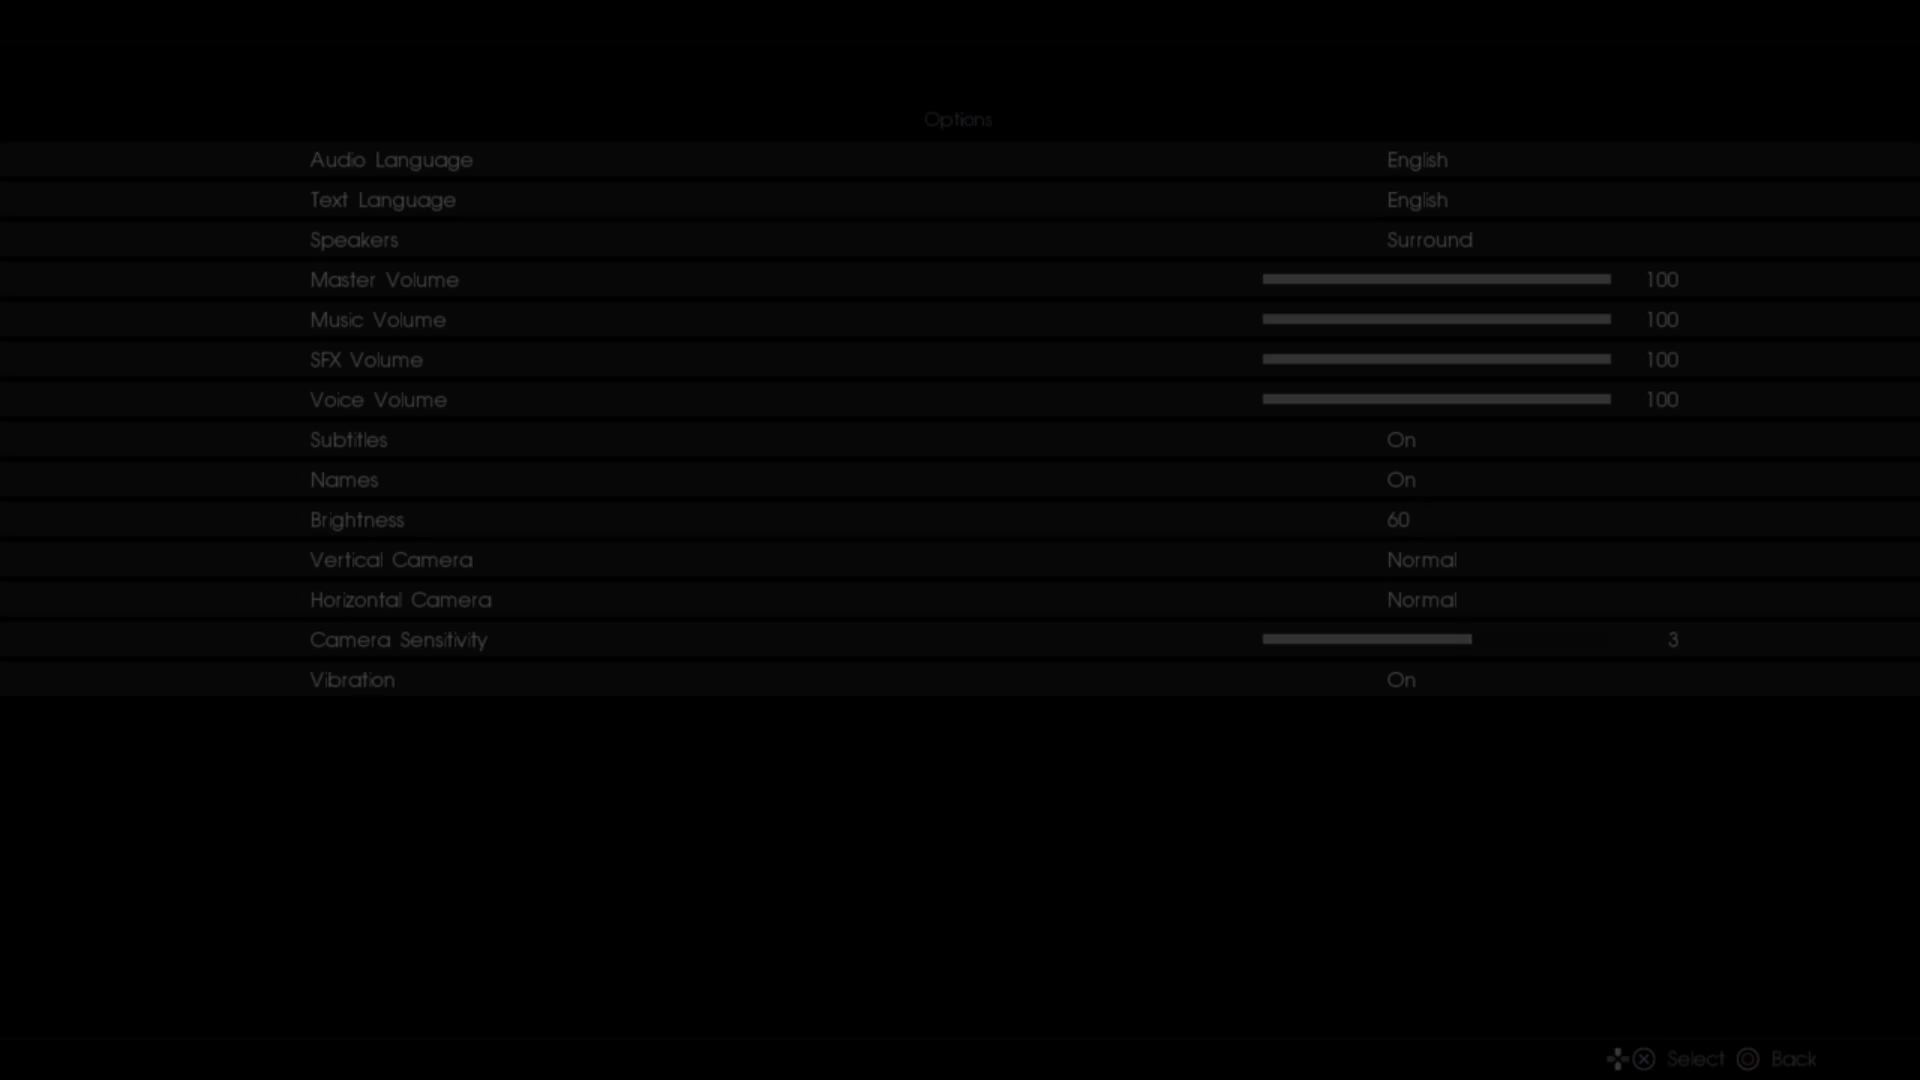 Options
Audio Language English
Text Language English
Speakers Surround
Master Volume 100
Music Volume 100
SFX Volume 100
Voice Volume 100
Subtitles On
Names On
Brightness 60
Vertical Camera Normal
Horizontal Camera Normal
Camera Sensitivity 3
Vibration On
Select Back